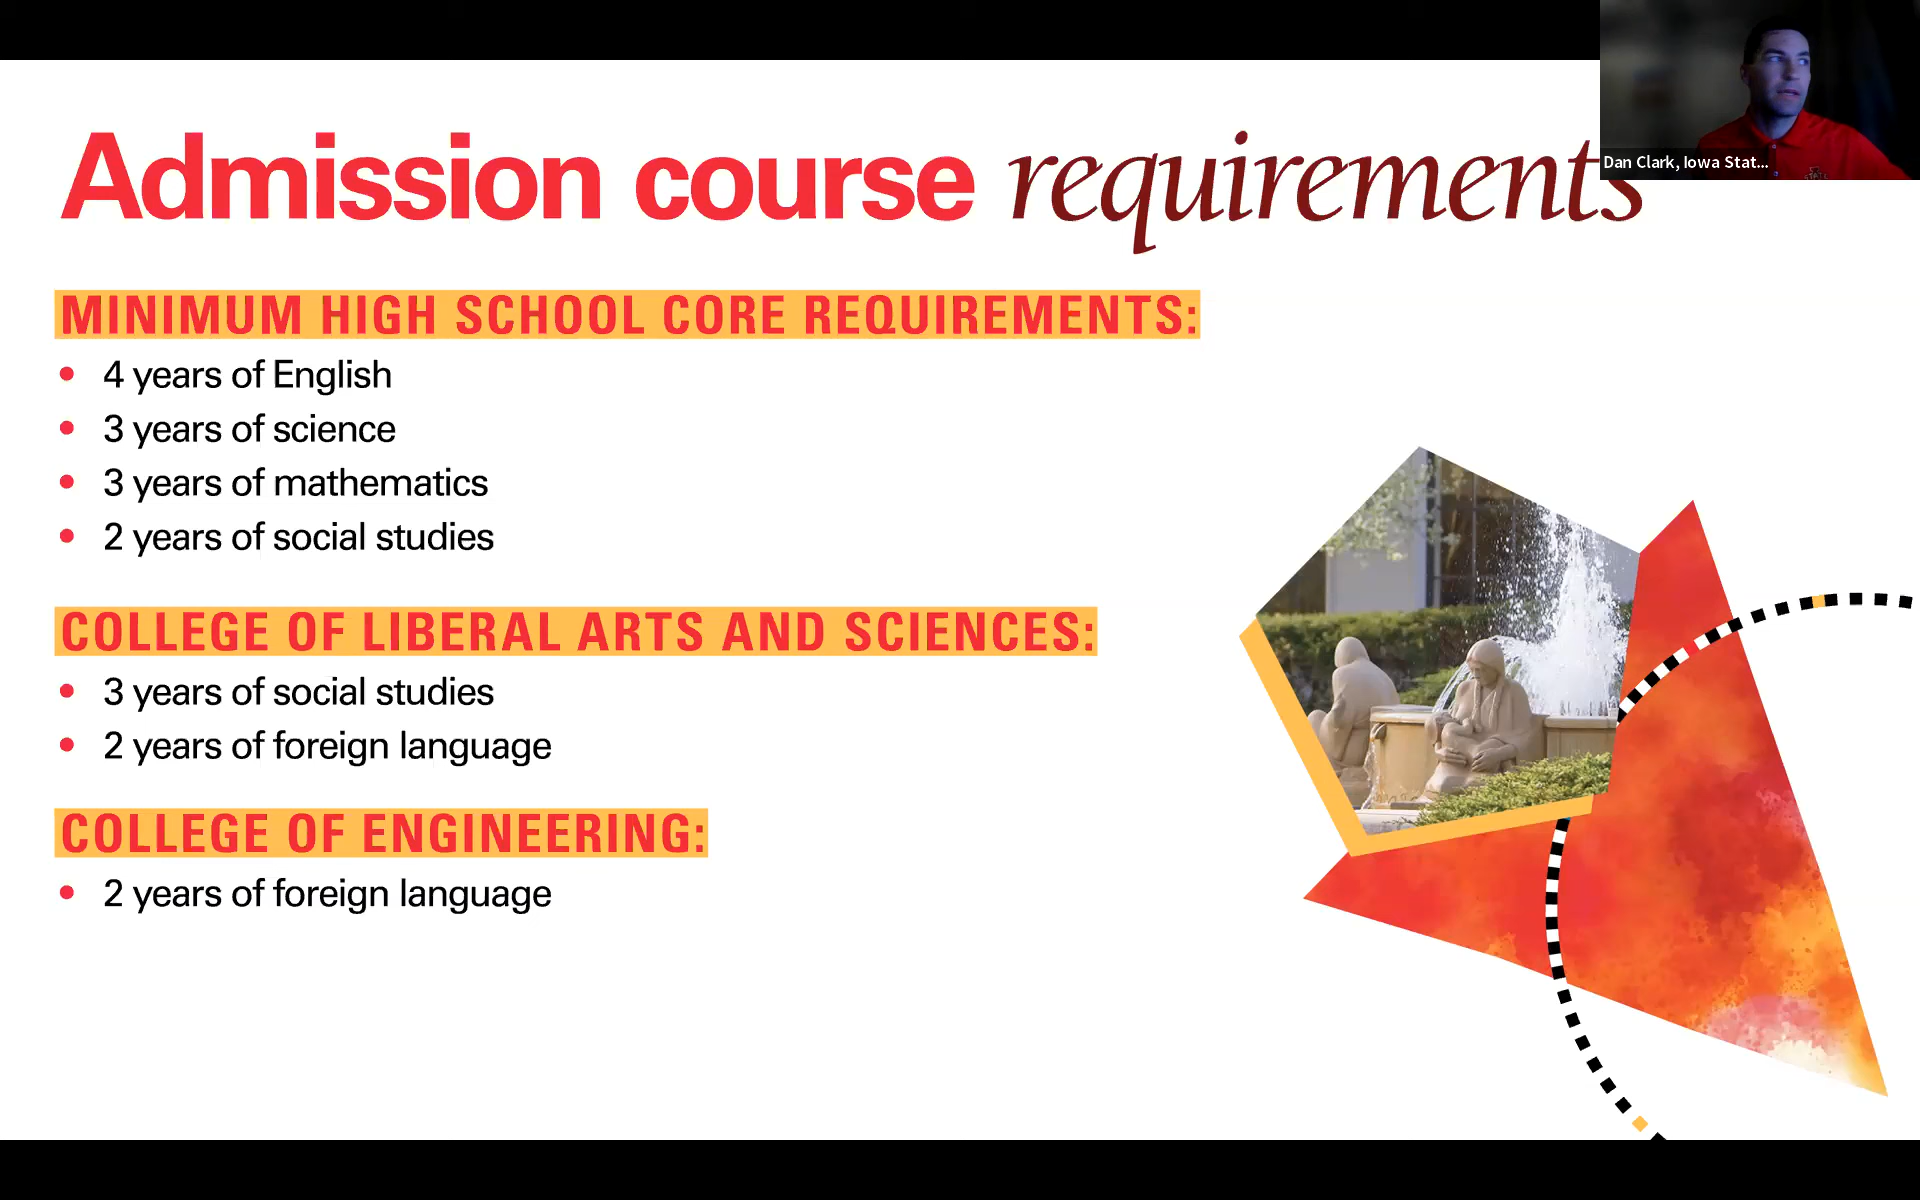 Admission course requirements
Dan Clark, Iowa Stat...
MINIMUM HIGH SCHOOL CORE REQUIREMENTS:
• 4 years of English
• 3 years of science
• 3 years of mathematics
• 2 years of social studies
COLLEGE OF LIBERAL ARTS AND SCIENCES:
• 3 years of social studies
• 2 years of foreign language
COLLEGE OF ENGINEERING:
• 2 years of foreign language